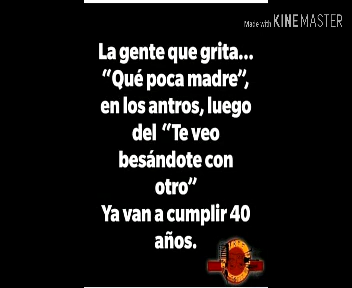 Made with KINEMASTER
La gente que grita...
“Qué poca madre”,
en los antros, luego
del “Te veo
besándote con
otro”
Ya van a cumplir 40
años.